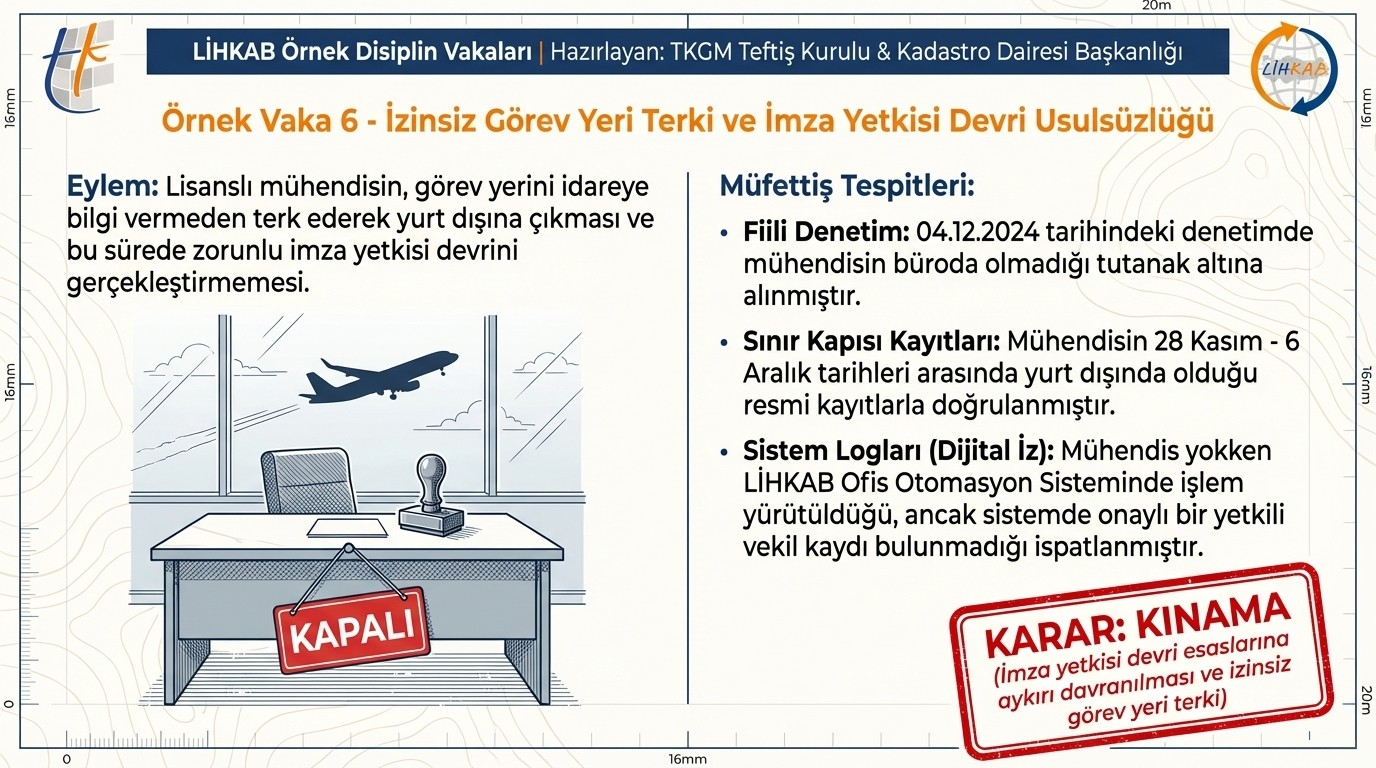 20m
LİHKAB Örnek Disiplin Vakaları | Hazırlayan: TKGM Teftiş Kurulu & Kadastro Dairesi Başkanlığı
LİHKAB
16mm
16mm
Örnek Vaka 6 - İzinsiz Görev Yeri Terki ve İmza Yetkisi Devri Usulsüzlüğü
Eylem: Lisanslı mühendisin, görev yerini idareye
bilgi vermeden terk ederek yurt dışına çıkması ve
bu sürede zorunlu imza yetkisi devrini
gerçekleştirmemesi.
KAPALI
Müfettiş Tespitleri:
• Fiili Denetim: 04.12.2024 tarihindeki denetimde
mühendisin büroda olmadığı tutanak altına
alınmıştır.
• Sınır Kapısı Kayıtları: Mühendisin 28 Kasım - 6
Aralık tarihleri arasında yurt dışında olduğu
resmi kayıtlarla doğrulanmıştır.
• Sistem Logları (Dijital İz): Mühendis yokken
LİHKAB Ofis Otomasyon Sisteminde işlem
yürütüldüğü, ancak sistemde onaylı bir yetkili
vekil kaydı bulunmadığı ispatlanmıştır.
KARAR: KINAMA
(İmza yetkisi devri esaslarına
aykırı davranılması ve izinsiz
görev yeri terki)
16mm
16mm
0
20m
0
16mm